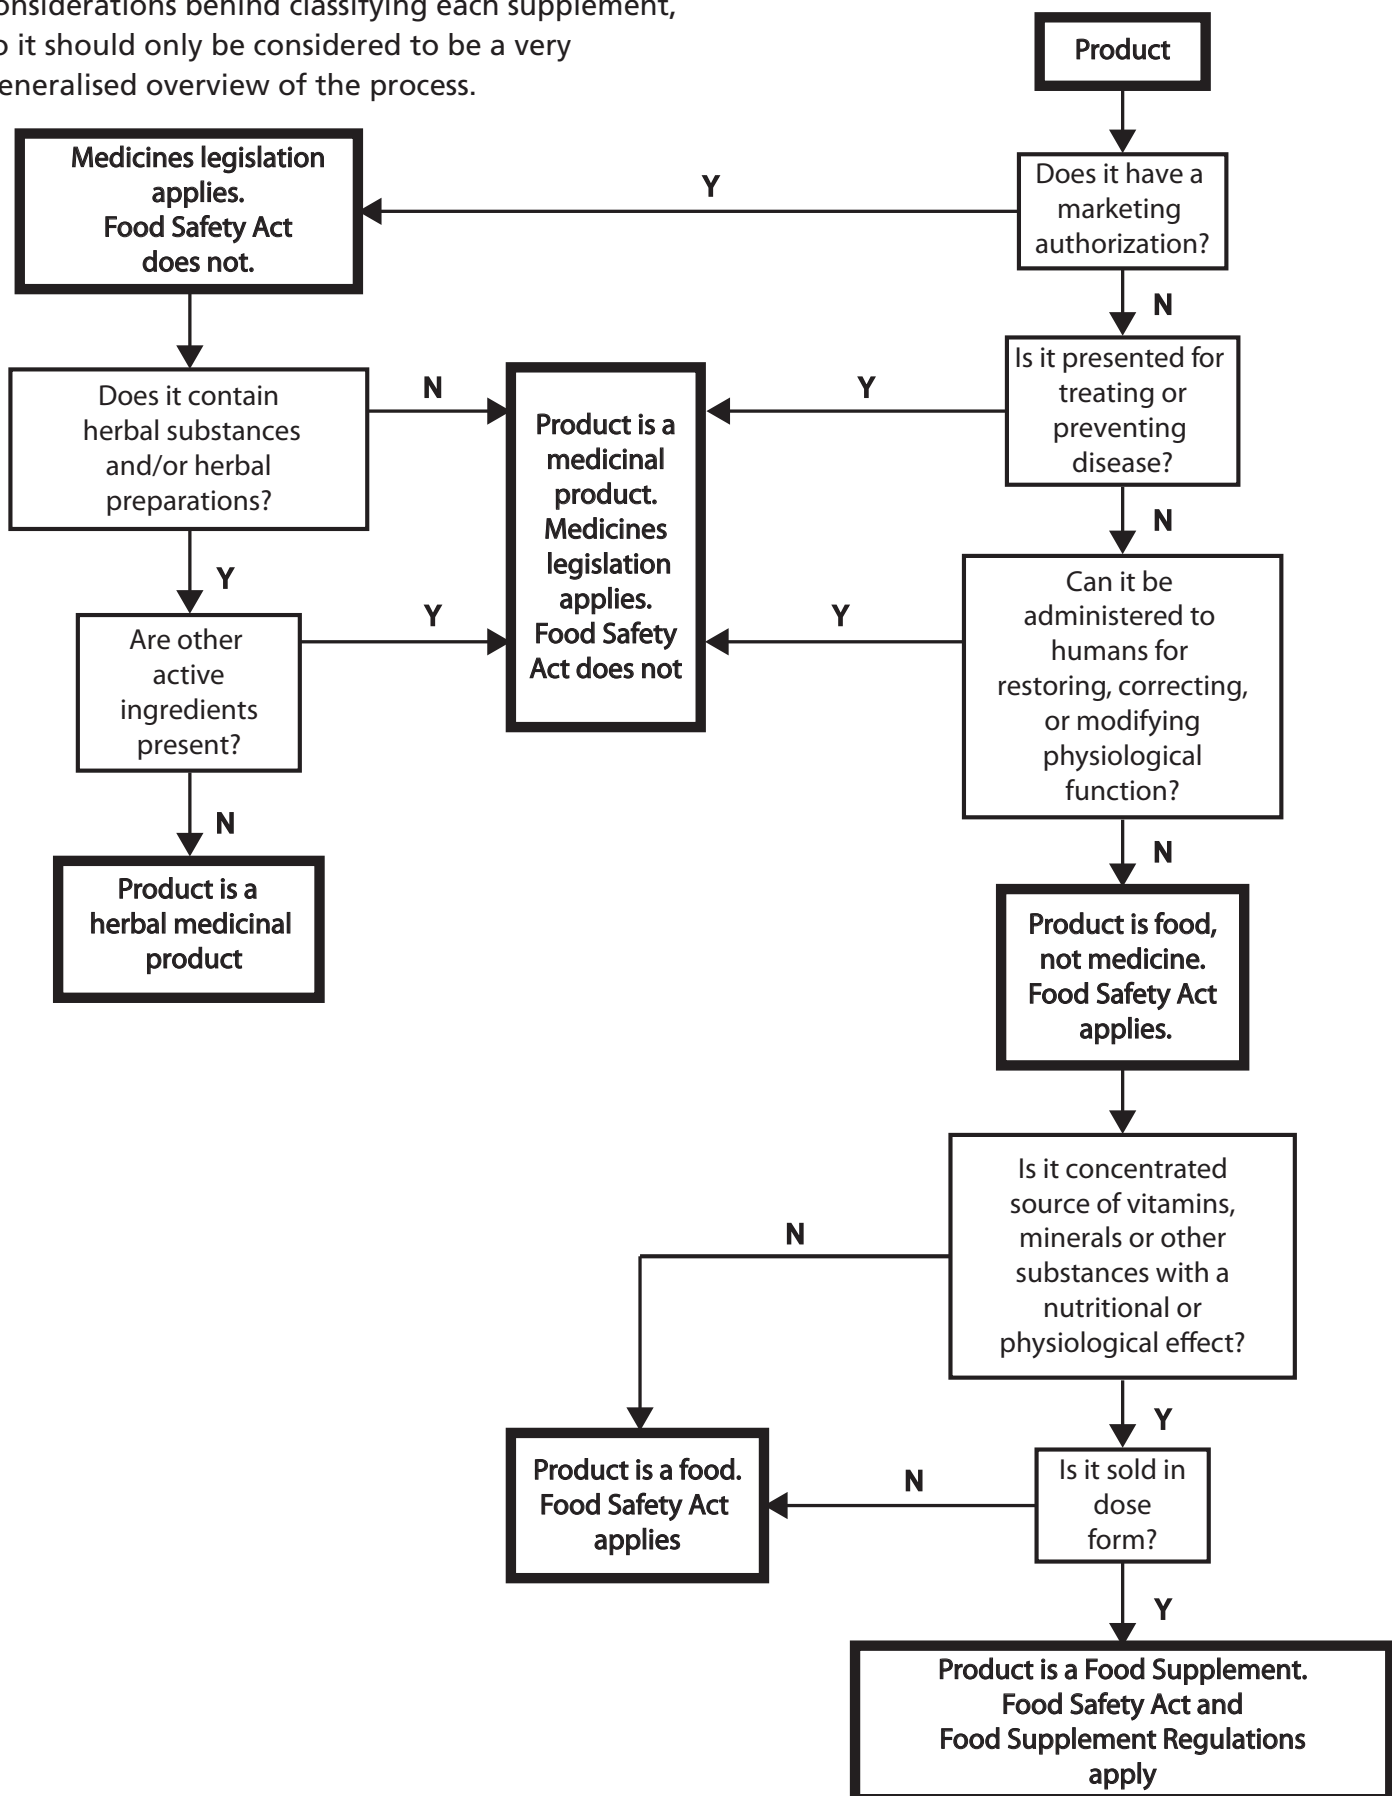 onsiderations behind classifying each supplement,
o it should only be considered to be a very
eneralised overview of the process.
Product
Does it have a
marketing
authorization?
Y
Medicines legislation
applies.
Food Safety Act
does not.
N
Is it presented for
treating or
preventing
disease?
Y
Does it contain
herbal substances
and/or herbal
preparations?
N
Product is a
medicinal
product.
Medicines
legislation
applies.
Food Safety
Act does not
N
Can it be
administered to
humans for
restoring, correcting,
or modifying
physiological
function?
Y
Y
Are other
active
ingredients
present?
Y
N
Product is a
herbal medicinal
product
N
Product is food,
not medicine.
Food Safety Act
applies.
Is it concentrated
source of vitamins,
minerals or other
substances with a
nutritional or
physiological effect?
N
Y
Product is a food.
Food Safety Act
applies
N
Is it sold in
dose
form?
Y
Product is a Food Supplement.
Food Safety Act and
Food Supplement Regulations
apply